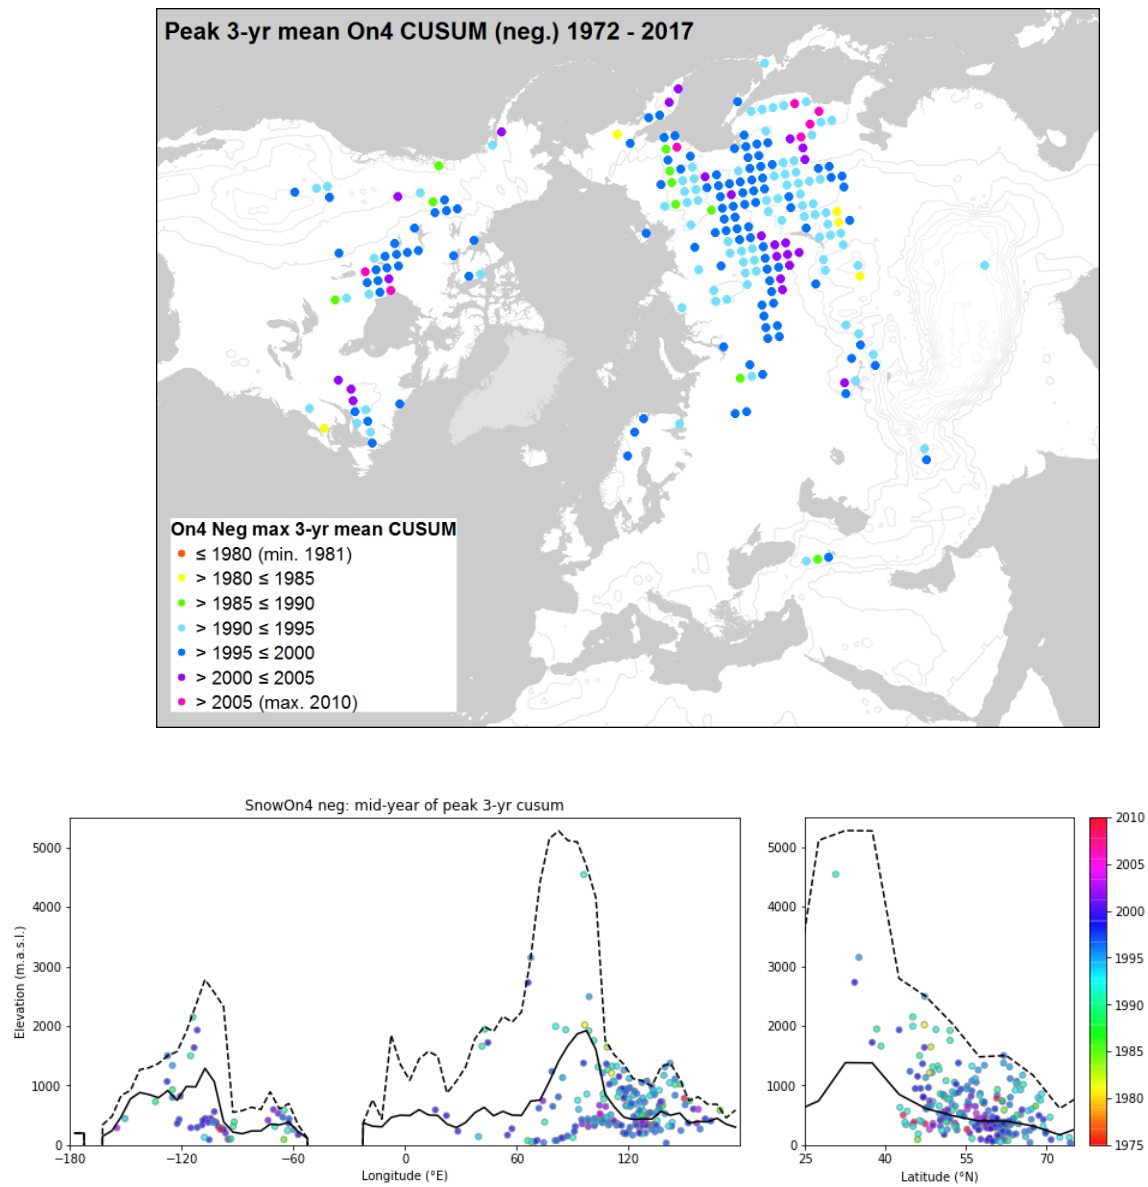 Peak 3-yr mean On4 CUSUM (neg.) 1972 - 2017
On4 Neg max 3-yr mean CUSUM
≤ 1980 (min. 1981)
> 1980 ≤ 1985
> 1985 ≤ 1990
> 1990 ≤ 1995
> 1995 ≤ 2000
> 2000 ≤ 2005
> 2005 (max. 2010)
SnowOn4 neg: mid-year of peak 3-yr cusum
Elevation (m.a.s.l.)
5000
4000
3000
2000
1000
0
−180
−120
−60
0
60
120
Longitude (°E)
5000
4000
3000
2000
1000
0
25
40
55
70
Latitude (°N)
2010
2005
2000
1995
1990
1985
1980
1975